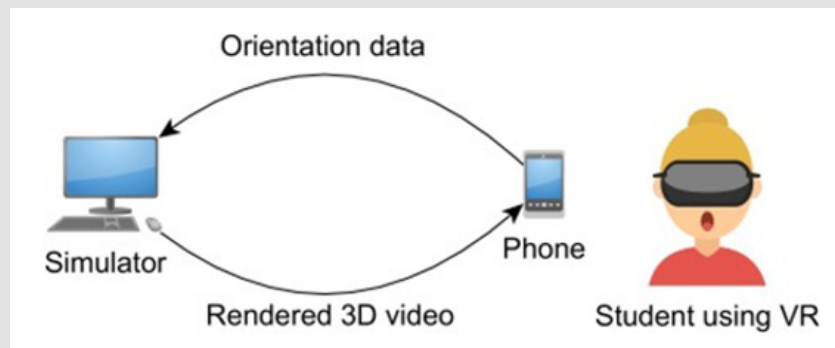 Orientation data
Simulator
Phone
Rendered 3D video
Student using VR